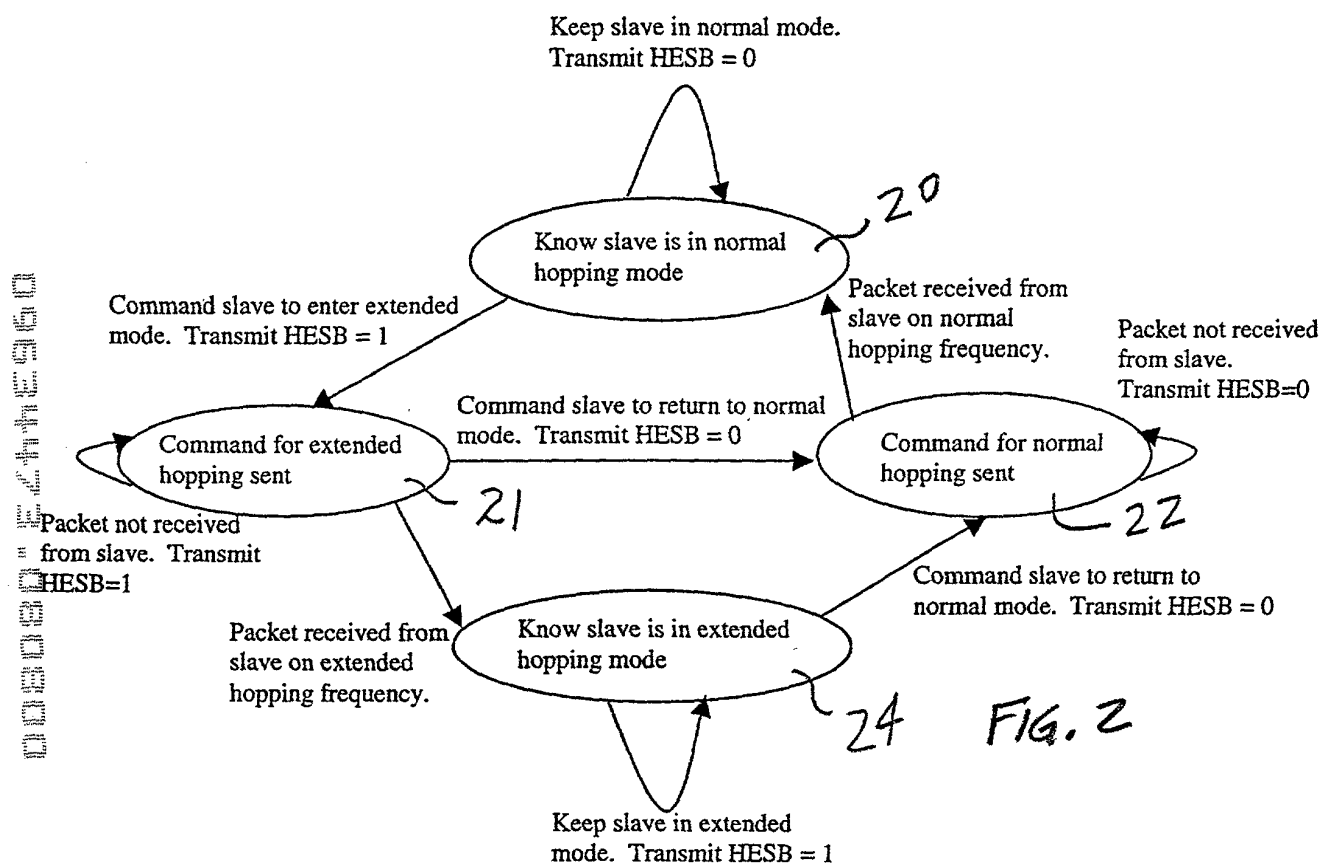 Keep slave in normal mode.
Transmit HESB = 0
20
Know slave is in normal
hopping mode
Command slave to enter extended
mode. Transmit HESB = 1
Packet received from
slave on normal
hopping frequency.
Packet not received
from slave.
Transmit HESB=0
Command slave to return to normal
mode. Transmit HESB = 0
Command for extended
hopping sent
21
Command for normal
hopping sent
22
Packet not received
from slave. Transmit
HESB=1
Command slave to return to
normal mode. Transmit HESB = 0
Packet received from
slave on extended
hopping frequency.
Know slave is in extended
hopping mode
24
FIG. 2
Keep slave in extended
mode. Transmit HESB = 1